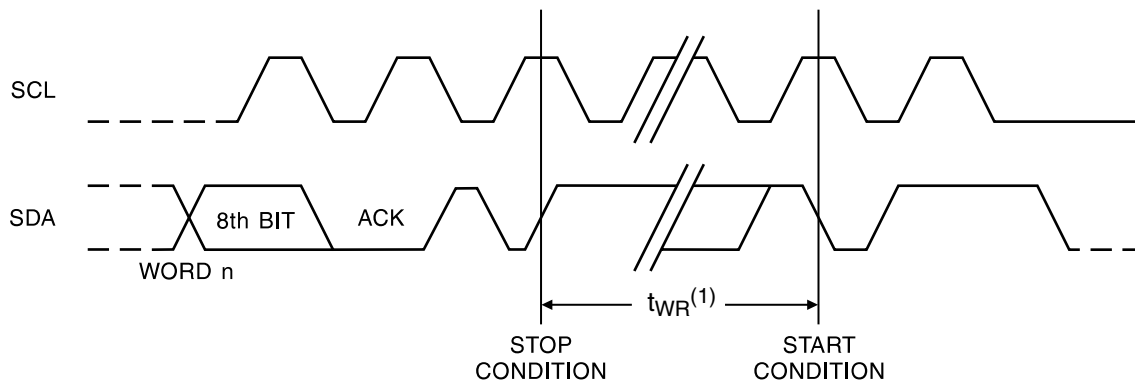 SCL
SDA
8th BIT
ACK
WORD n
tWR(1)
STOP
CONDITION
START
CONDITION